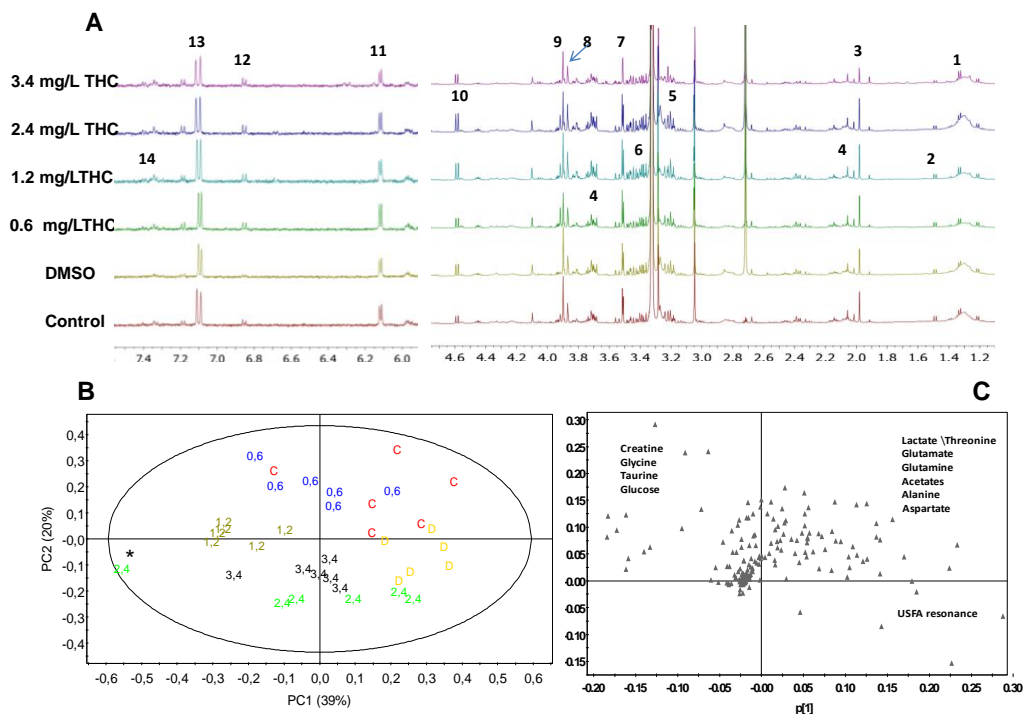 A
13
12
11
9
8
7
3
1
3.4 mg/L THC
10
5
2.4 mg/L THC
14
6
4
2
1.2 mg/LTHC
4
0.6 mg/LTHC
DMSO
Control
7.4 7.2 7.0 6.8 6.6 6.4 6.2 6.0
4.6 4.4 4.2 4.0 3.8 3.6 3.4 3.2 3.0 2.8 2.6 2.4 2.2 2.0 1.8 1.6 1.4 1.2
B
C
0,4
0,3
0,2
0,1
-0,0
-0,1
-0,2
-0,3
-0,4
PC2 (20%)
0,6 C
C
0,6 0,6 0,6 0,6
C C
C C
1,2
1,2
1,2 1,2
1,2 1,2
D
D D
D D
D
*
2,4
3,4
3,4
3,4
3,4
3,4
3,4
2,4 2,4 2,4 2,4 2,4
-0,6 -0,5 -0,4 -0,3 -0,2 -0,1 0,0 0,1 0,2 0,3 0,4 0,5 0,6
PC1 (39%)
0.30
0.25
0.20
0.15
0.10
0.05
0.00
-0.05
-0.10
-0.15
Creatine
Glycine
Taurine
Glucose
Lactate \Threonine
Glutamate
Glutamine
Acetates
Alanine
Aspartate
USFA resonance
-0.20 -0.15 -0.10 -0.05 -0.00 0.05 0.10 0.15 0.20 0.25 0.30
p[1]